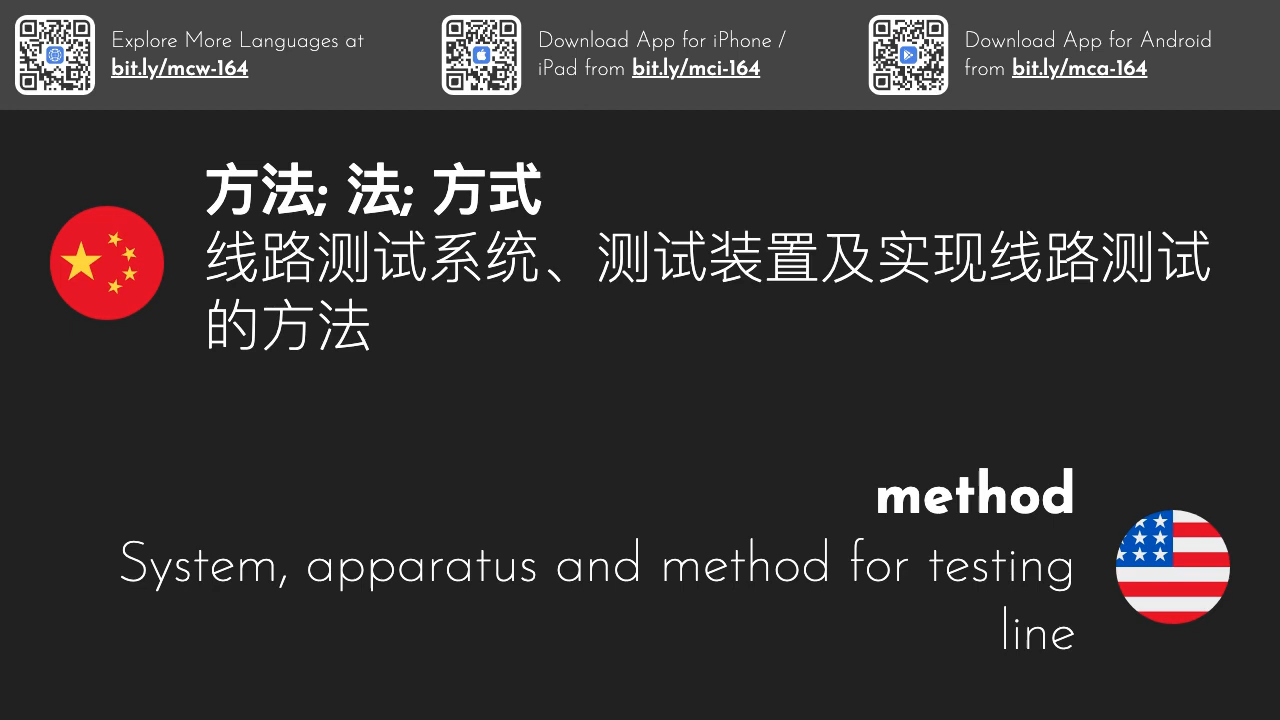 Explore More Languages at
bit.ly/mcw-164
Download App for iPhone /
iPad from bit.ly/mci-164
Download App for Android
from bit.ly/mca-164
方法; 法; 方式
线路测试系统、测试装置及实现线路测试
的方法
method
System, apparatus and method for testing
line